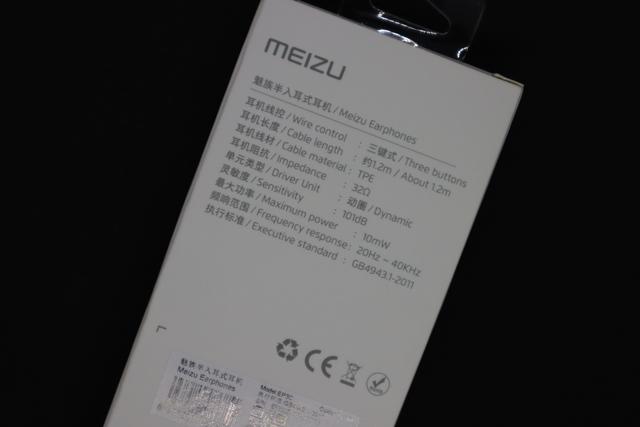 MEIZU
魅族半入耳式耳机 / Meizu Earphones
耳机线控 / Wire control : 三键式 / Three buttons
耳机长度 / Cable length : 约1.2m / About 1.2m
耳机线材 / Cable material : TPE
耳机阻抗 / Impedance : 32Ω
单元类型 / Driver Unit : 动圈 / Dynamic
灵敏度 / Sensitivity : 101dB
最大功率 / Maximum power : 10mW
频响范围 / Frequency response : 20Hz ~ 40KHz
执行标准 / Executive standard : GB4943.1-2011
CE
魅族半入耳式耳机
Meizu Earphones